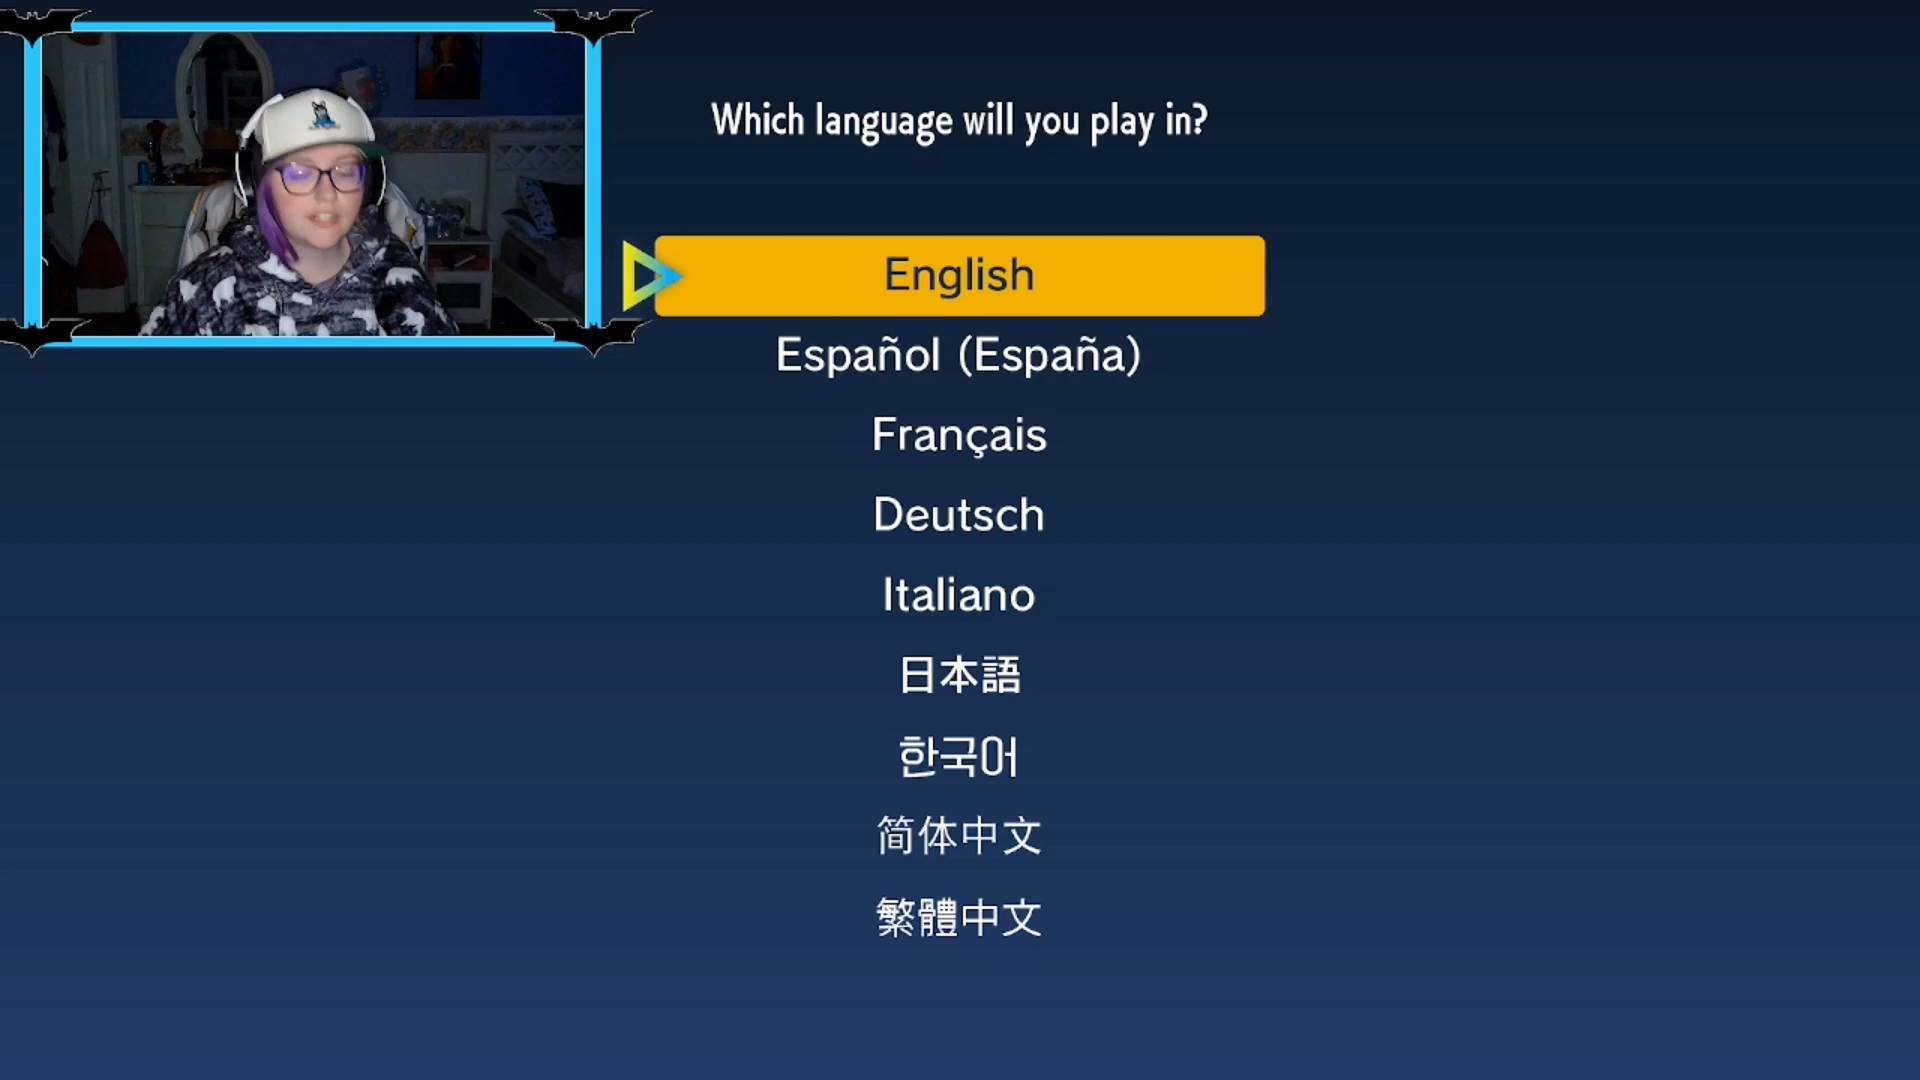 Which language will you play in?
English
Español (España)
Français
Deutsch
Italiano
日本語
한국어
简体中文
繁體中文